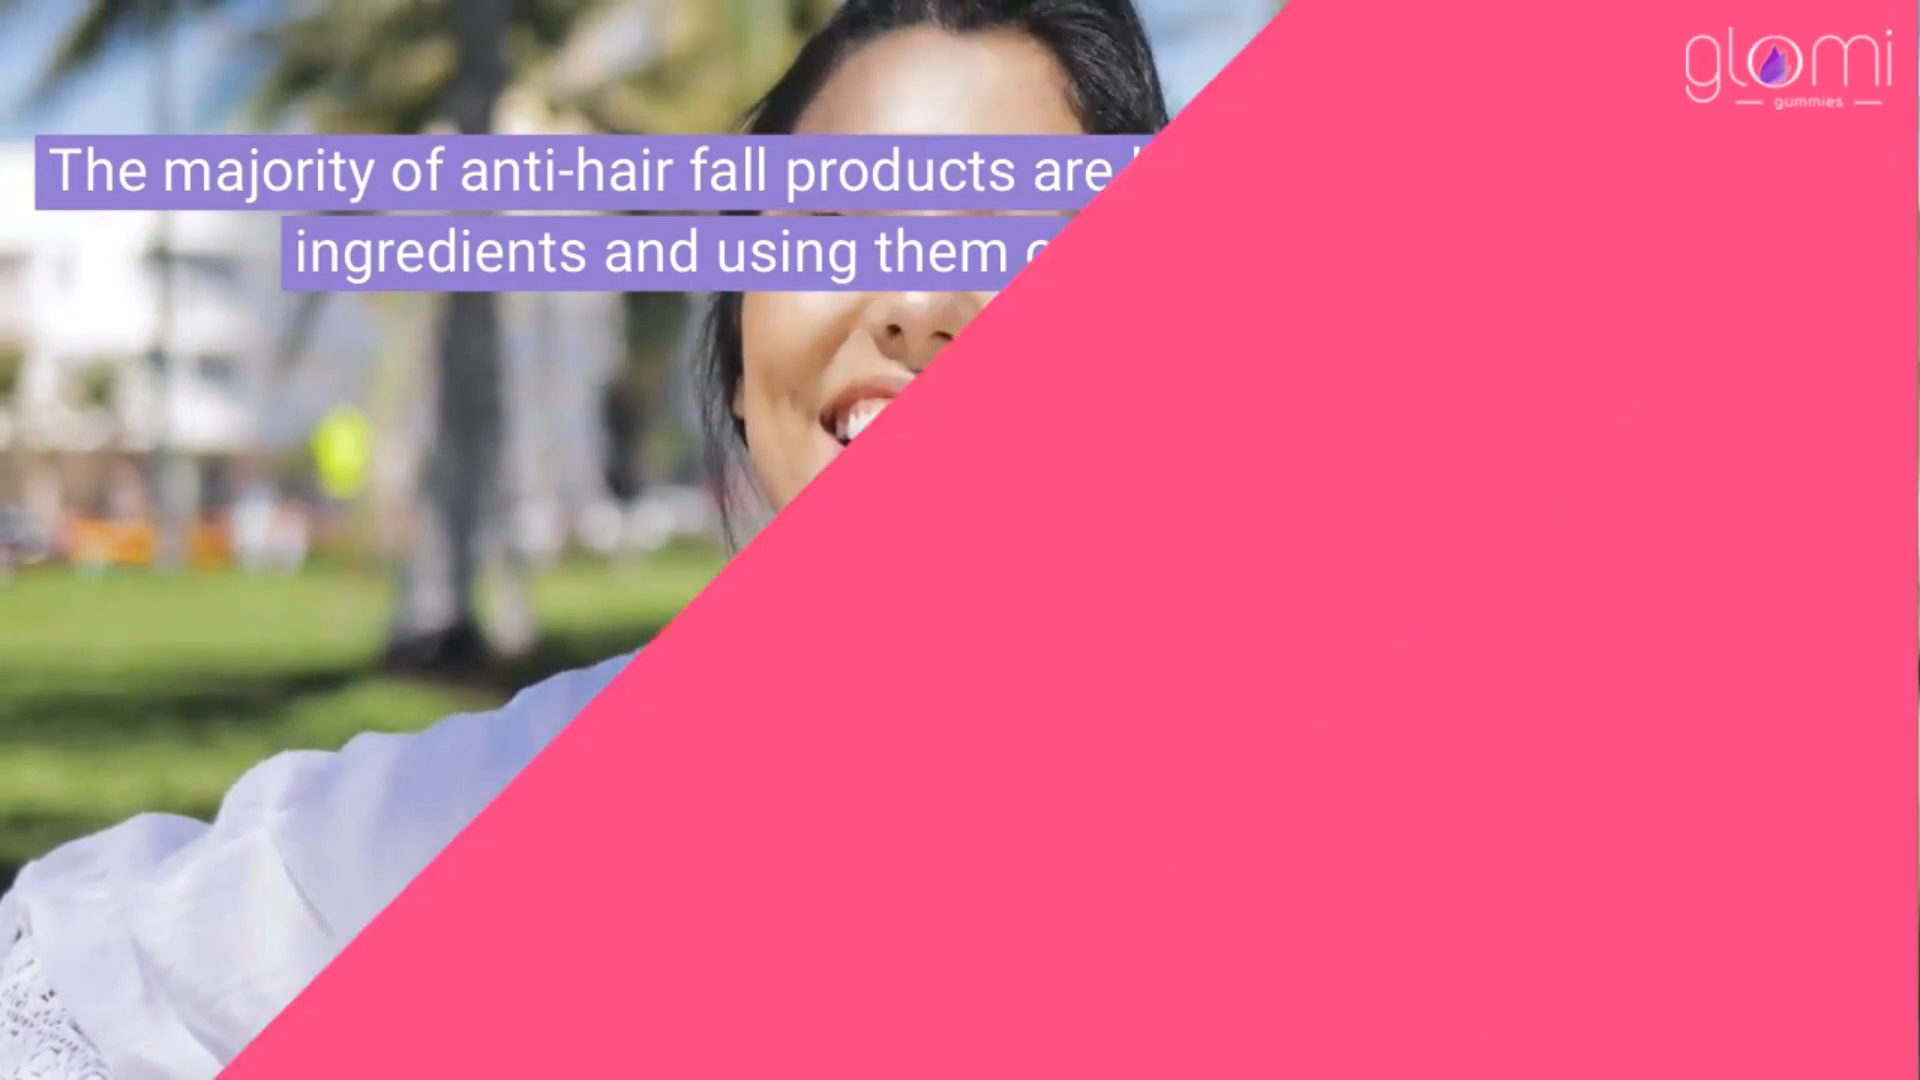 The majority of anti-hair fall products are
ingredients and using them
glomi
gummies